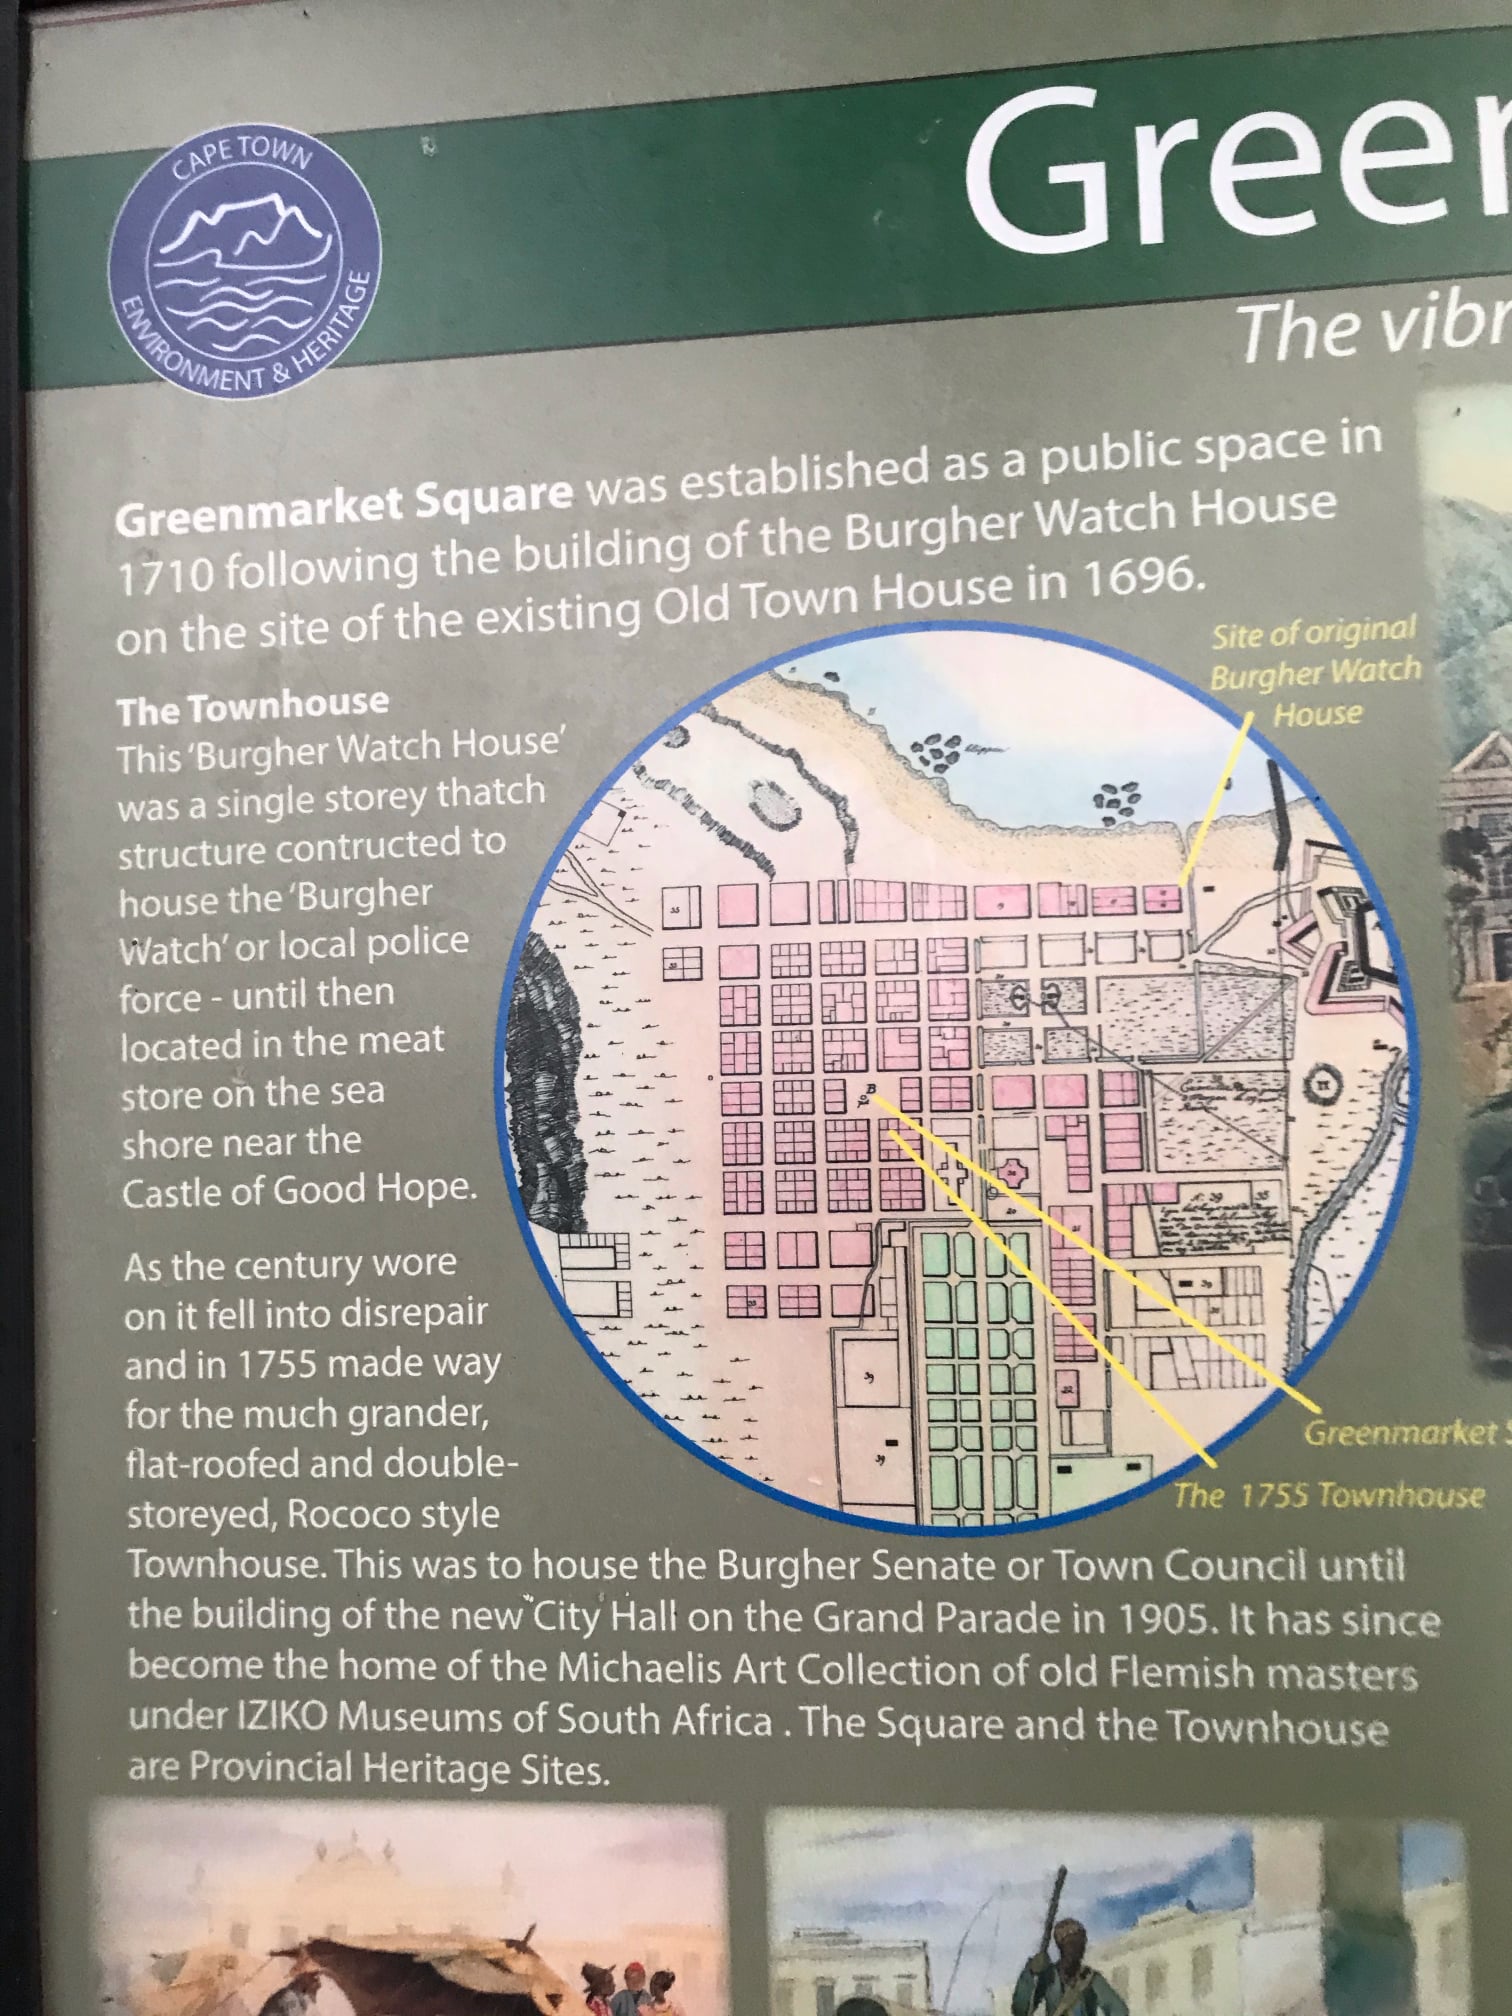 CAPE TOWN
ENVIRONMENT & HERITAGE
Green
The vibr
Greenmarket Square was established as a public space in
1710 following the building of the Burgher Watch House
on the site of the existing Old Town House in 1696.
Site of original
Burgher Watch
House
The Townhouse
This 'Burgher Watch House'
was a single storey thatch
structure contructed to
house the 'Burgher
Watch' or local police
force - until then
located in the meat
store on the sea
shore near the
Castle of Good Hope.
As the century wore
on it fell into disrepair
and in 1755 made way
for the much grander,
flat-roofed and double-
storeyed, Rococo style
Townhouse. This was to house the Burgher Senate or Town Council until
the building of the new City Hall on the Grand Parade in 1905. It has since
become the home of the Michaelis Art Collection of old Flemish masters
under IZIKO Museums of South Africa . The Square and the Townhouse
are Provincial Heritage Sites.
B
39
39
Greenmarket S
The 1755 Townhouse